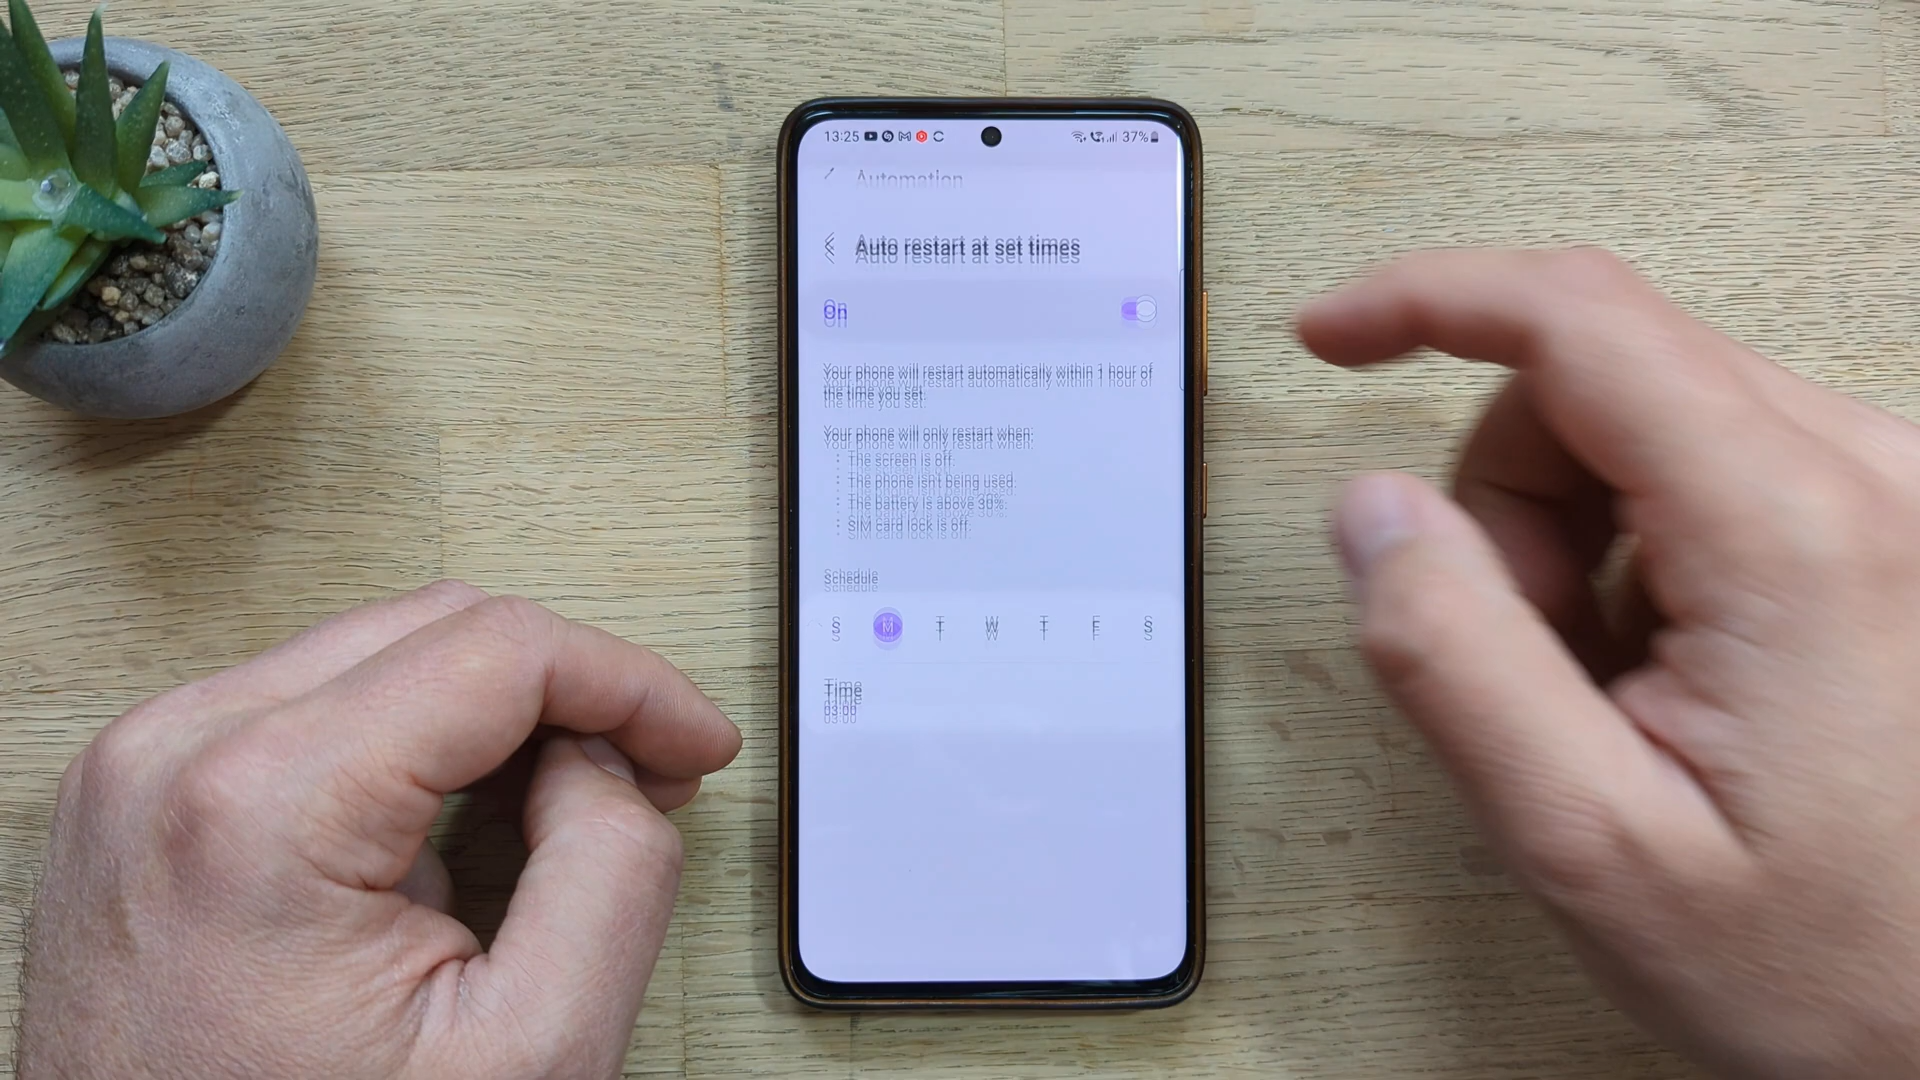 13:25 37%
Automation
Auto restart at set times
On
Your phone will restart automatically within 1 hour of
the time you set.
Your phone will only restart when:
• The screen is off.
• The phone isn't being used.
• The battery is above 30%.
• SIM card lock is off.
Schedule
S M T W T F S
Time
03:00